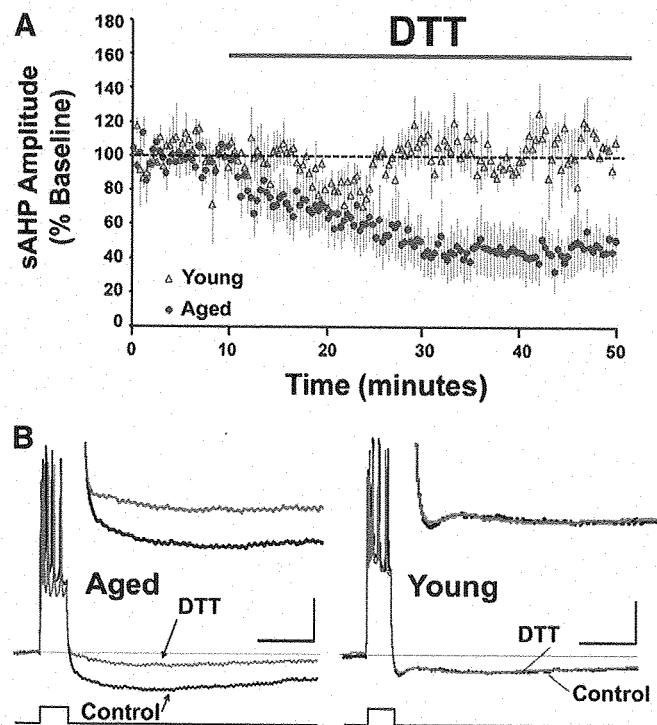 A
DTT
180
160
140
120
100
80
60
40
20
0
sAHP Amplitude
(% Baseline)
Young
Aged
0
10
20
30
40
50
Time (minutes)
B
Aged
DTT
Control
Young
DTT
Control